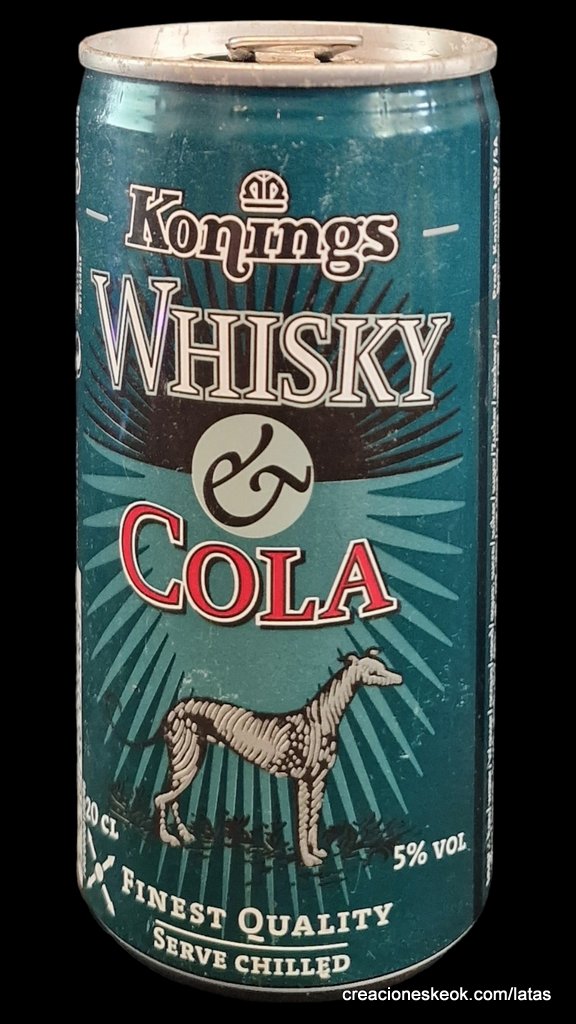 Konings
WHISKY
&
COLA
20 CL
5% VOL
FINEST QUALITY
SERVE CHILLED
creacioneskeok.com/latas